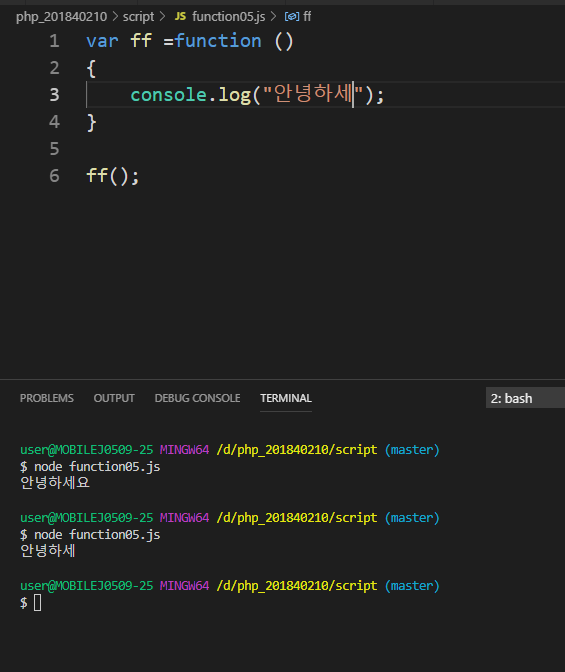 php_201840210 > script > JS function05.js > ff
1 var ff =function ()
2 {
3 console.log("안녕하세");
4 }
5
6 ff();
PROBLEMS OUTPUT DEBUG CONSOLE TERMINAL 2: bash
user@MOBILEJ0509-25 MINGW64 /d/php_201840210/script (master)
$ node function05.js
안녕하세요
user@MOBILEJ0509-25 MINGW64 /d/php_201840210/script (master)
$ node function05.js
안녕하세
user@MOBILEJ0509-25 MINGW64 /d/php_201840210/script (master)
$